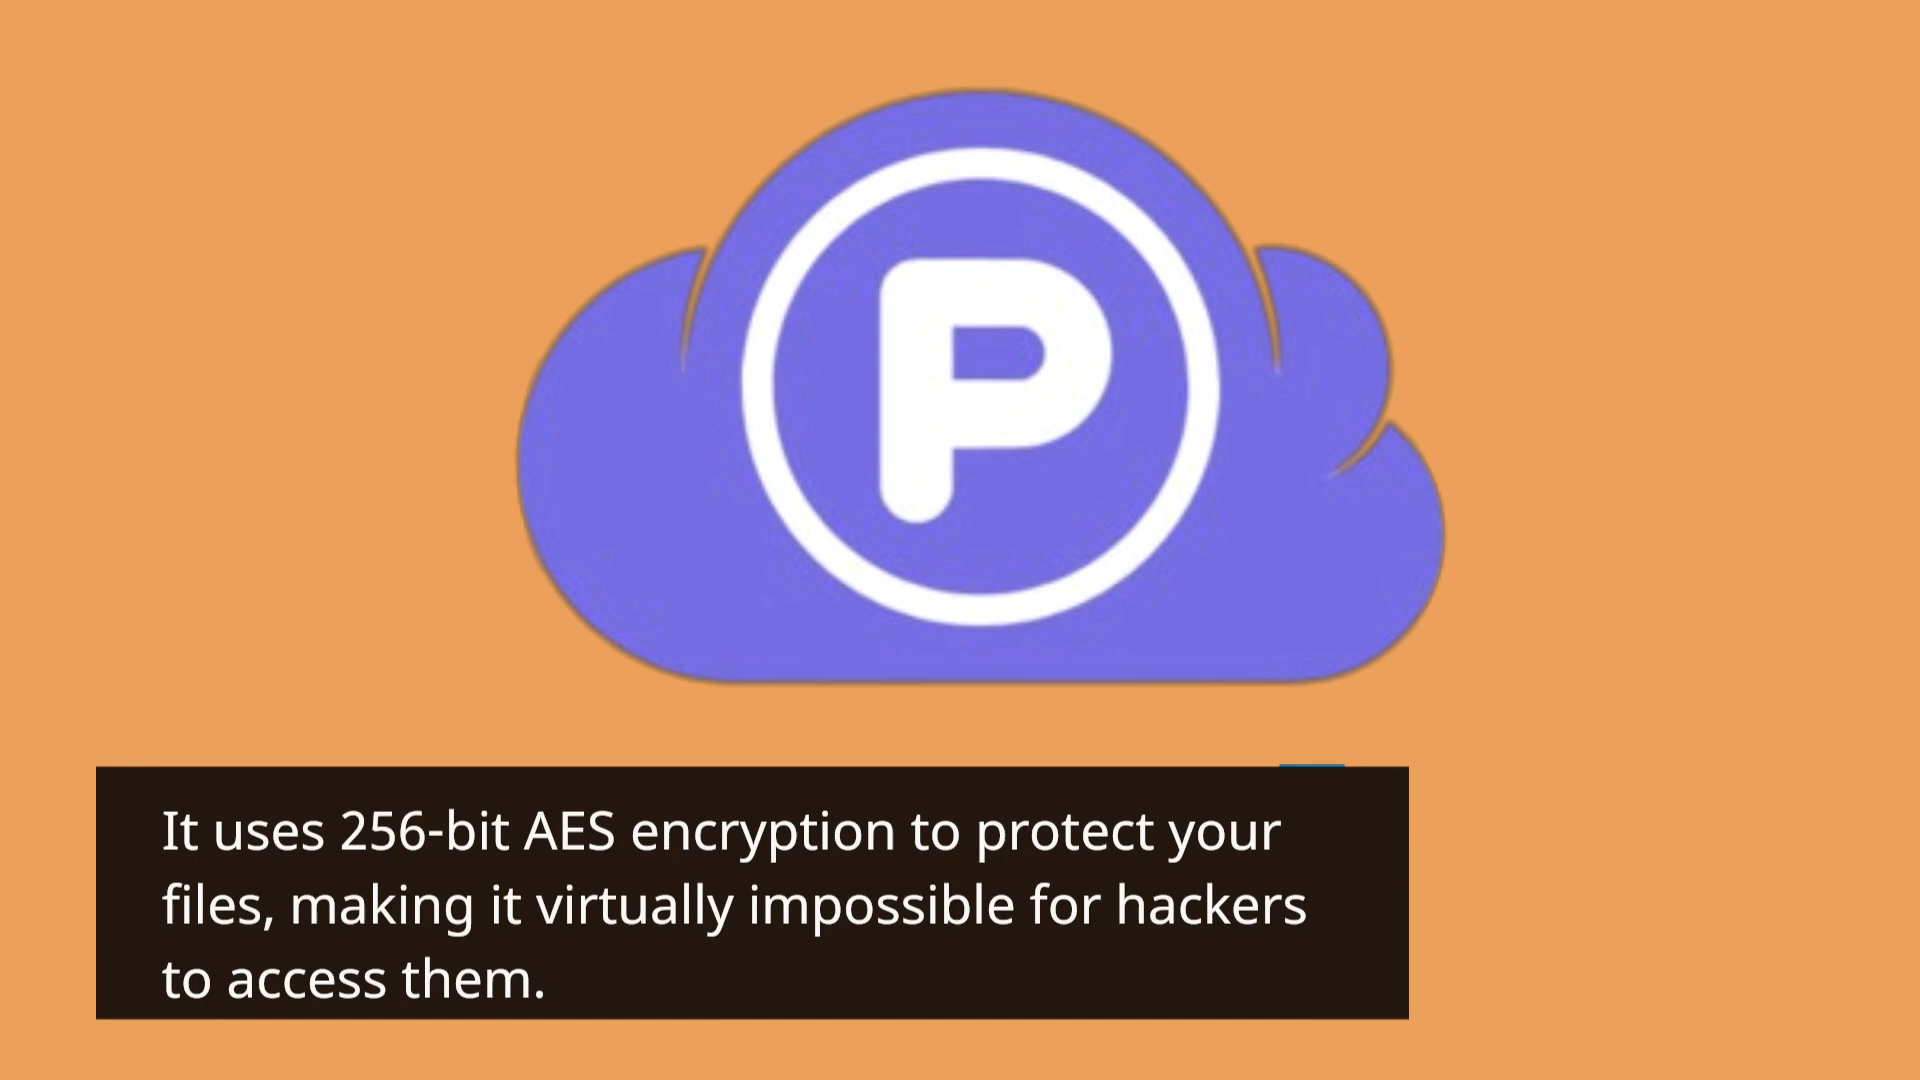 P
It uses 256-bit AES encryption to protect your
files, making it virtually impossible for hackers
to access them.